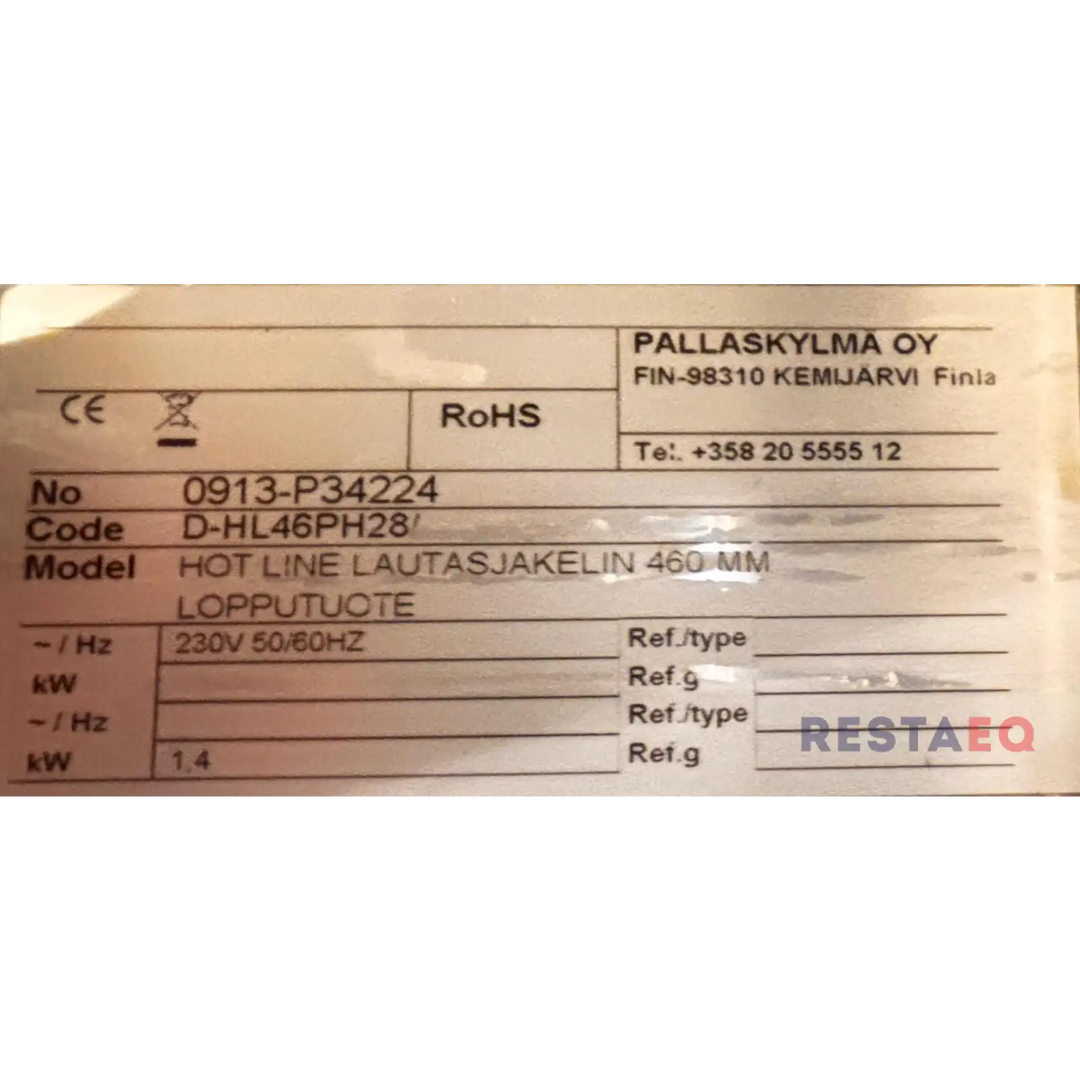 PALLASKYLMÄ OY
FIN-98310 KEMIJÄRVI Finla
CE
RoHS
Tel. +358 20 5555 12
No 0913-P34224
Code D-HL46PH28/
Model HOT LINE LAUTASJAKELIN 460 MM
LOPPUTUOTE
~ / Hz 230V 50/60HZ Ref./type
kW Ref.g
~ / Hz Ref./type
kW 1,4 Ref.g
RESTAEQ